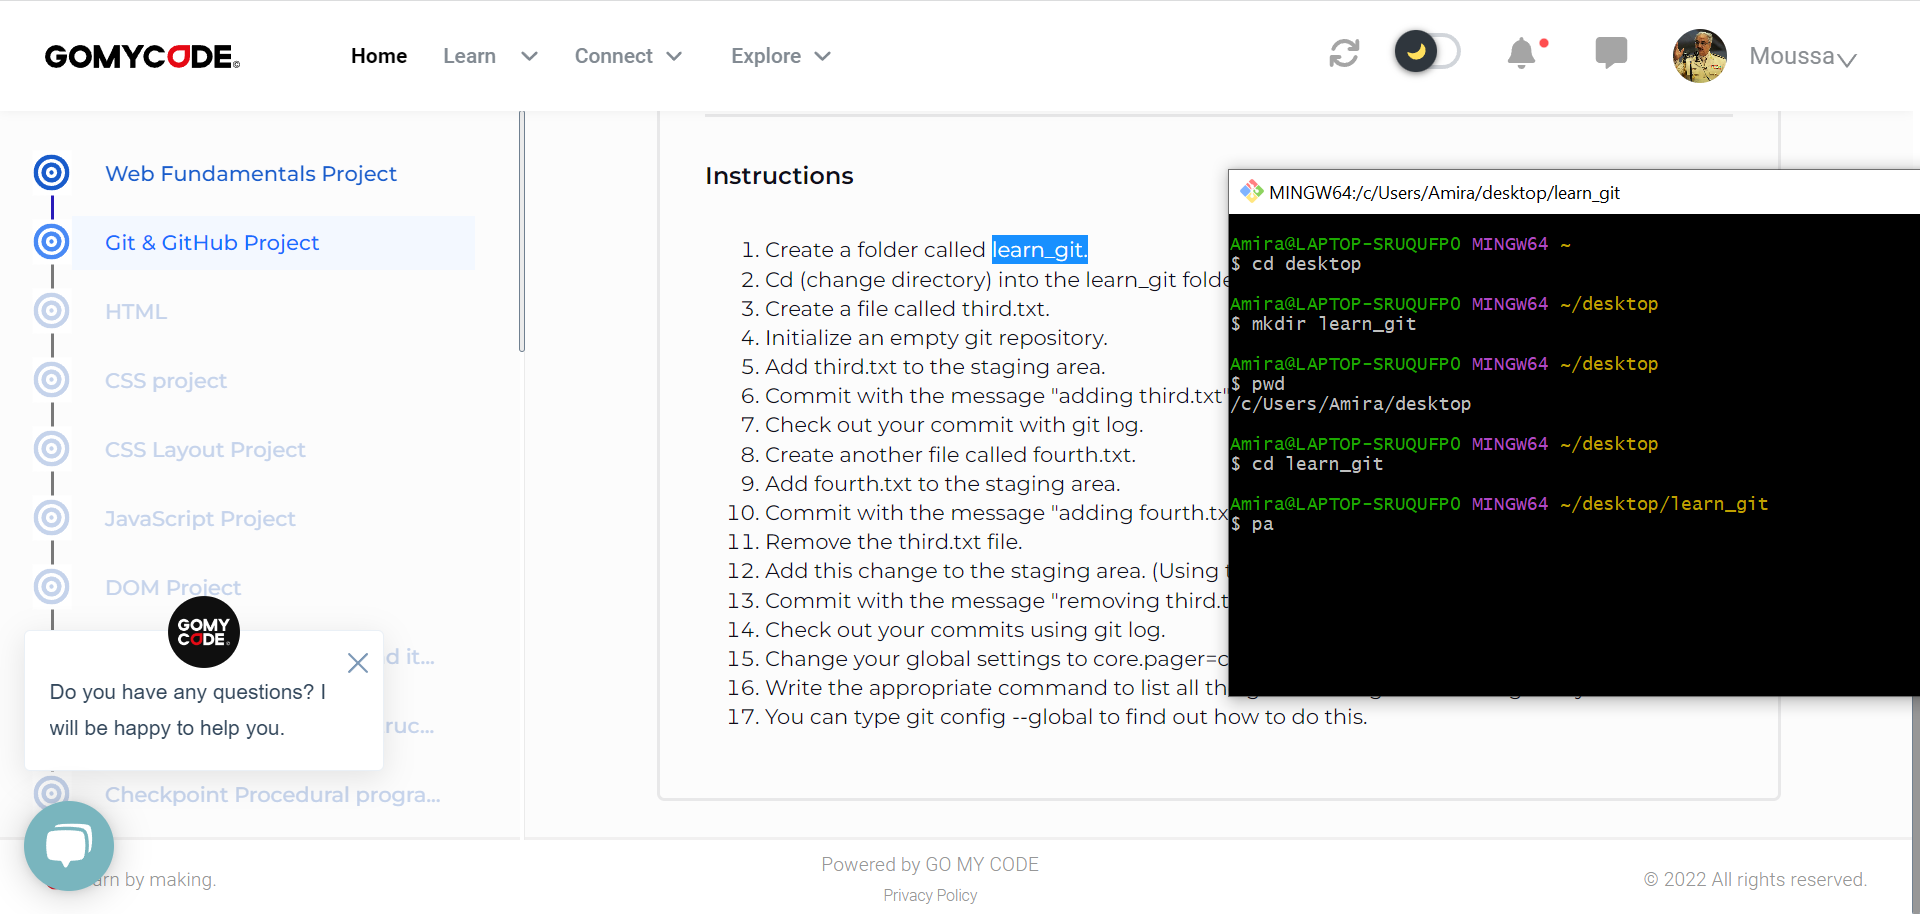 GOMYCODE
Home Learn Connect Explore Moussa
Web Fundamentals Project
Git & GitHub Project
HTML
CSS project
CSS Layout Project
JavaScript Project
DOM Project
d it...
ruc...
Checkpoint Procedural progra...
GOMY
CODE
Do you have any questions? I
will be happy to help you.
Instructions
1. Create a folder called learn_git.
2. Cd (change directory) into the learn_git folde
3. Create a file called third.txt.
4. Initialize an empty git repository.
5. Add third.txt to the staging area.
6. Commit with the message "adding third.txt"
7. Check out your commit with git log.
8. Create another file called fourth.txt.
9. Add fourth.txt to the staging area.
10. Commit with the message "adding fourth.tx
11. Remove the third.txt file.
12. Add this change to the staging area. (Using
13. Commit with the message "removing third.t
14. Check out your commits using git log.
15. Change your global settings to core.pager=c
16. Write the appropriate command to list all th
17. You can type git config --global to find out how to do this.
MINGW64:/c/Users/Amira/desktop/learn_git
Amira@LAPTOP-SRUQUFP0 MINGW64 ~
$ cd desktop
Amira@LAPTOP-SRUQUFP0 MINGW64 ~/desktop
$ mkdir learn_git
Amira@LAPTOP-SRUQUFP0 MINGW64 ~/desktop
$ pwd
/c/Users/Amira/desktop
Amira@LAPTOP-SRUQUFP0 MINGW64 ~/desktop
$ cd learn_git
Amira@LAPTOP-SRUQUFP0 MINGW64 ~/desktop/learn_git
$ pa
arn by making.
Powered by GO MY CODE
Privacy Policy
© 2022 All rights reserved.